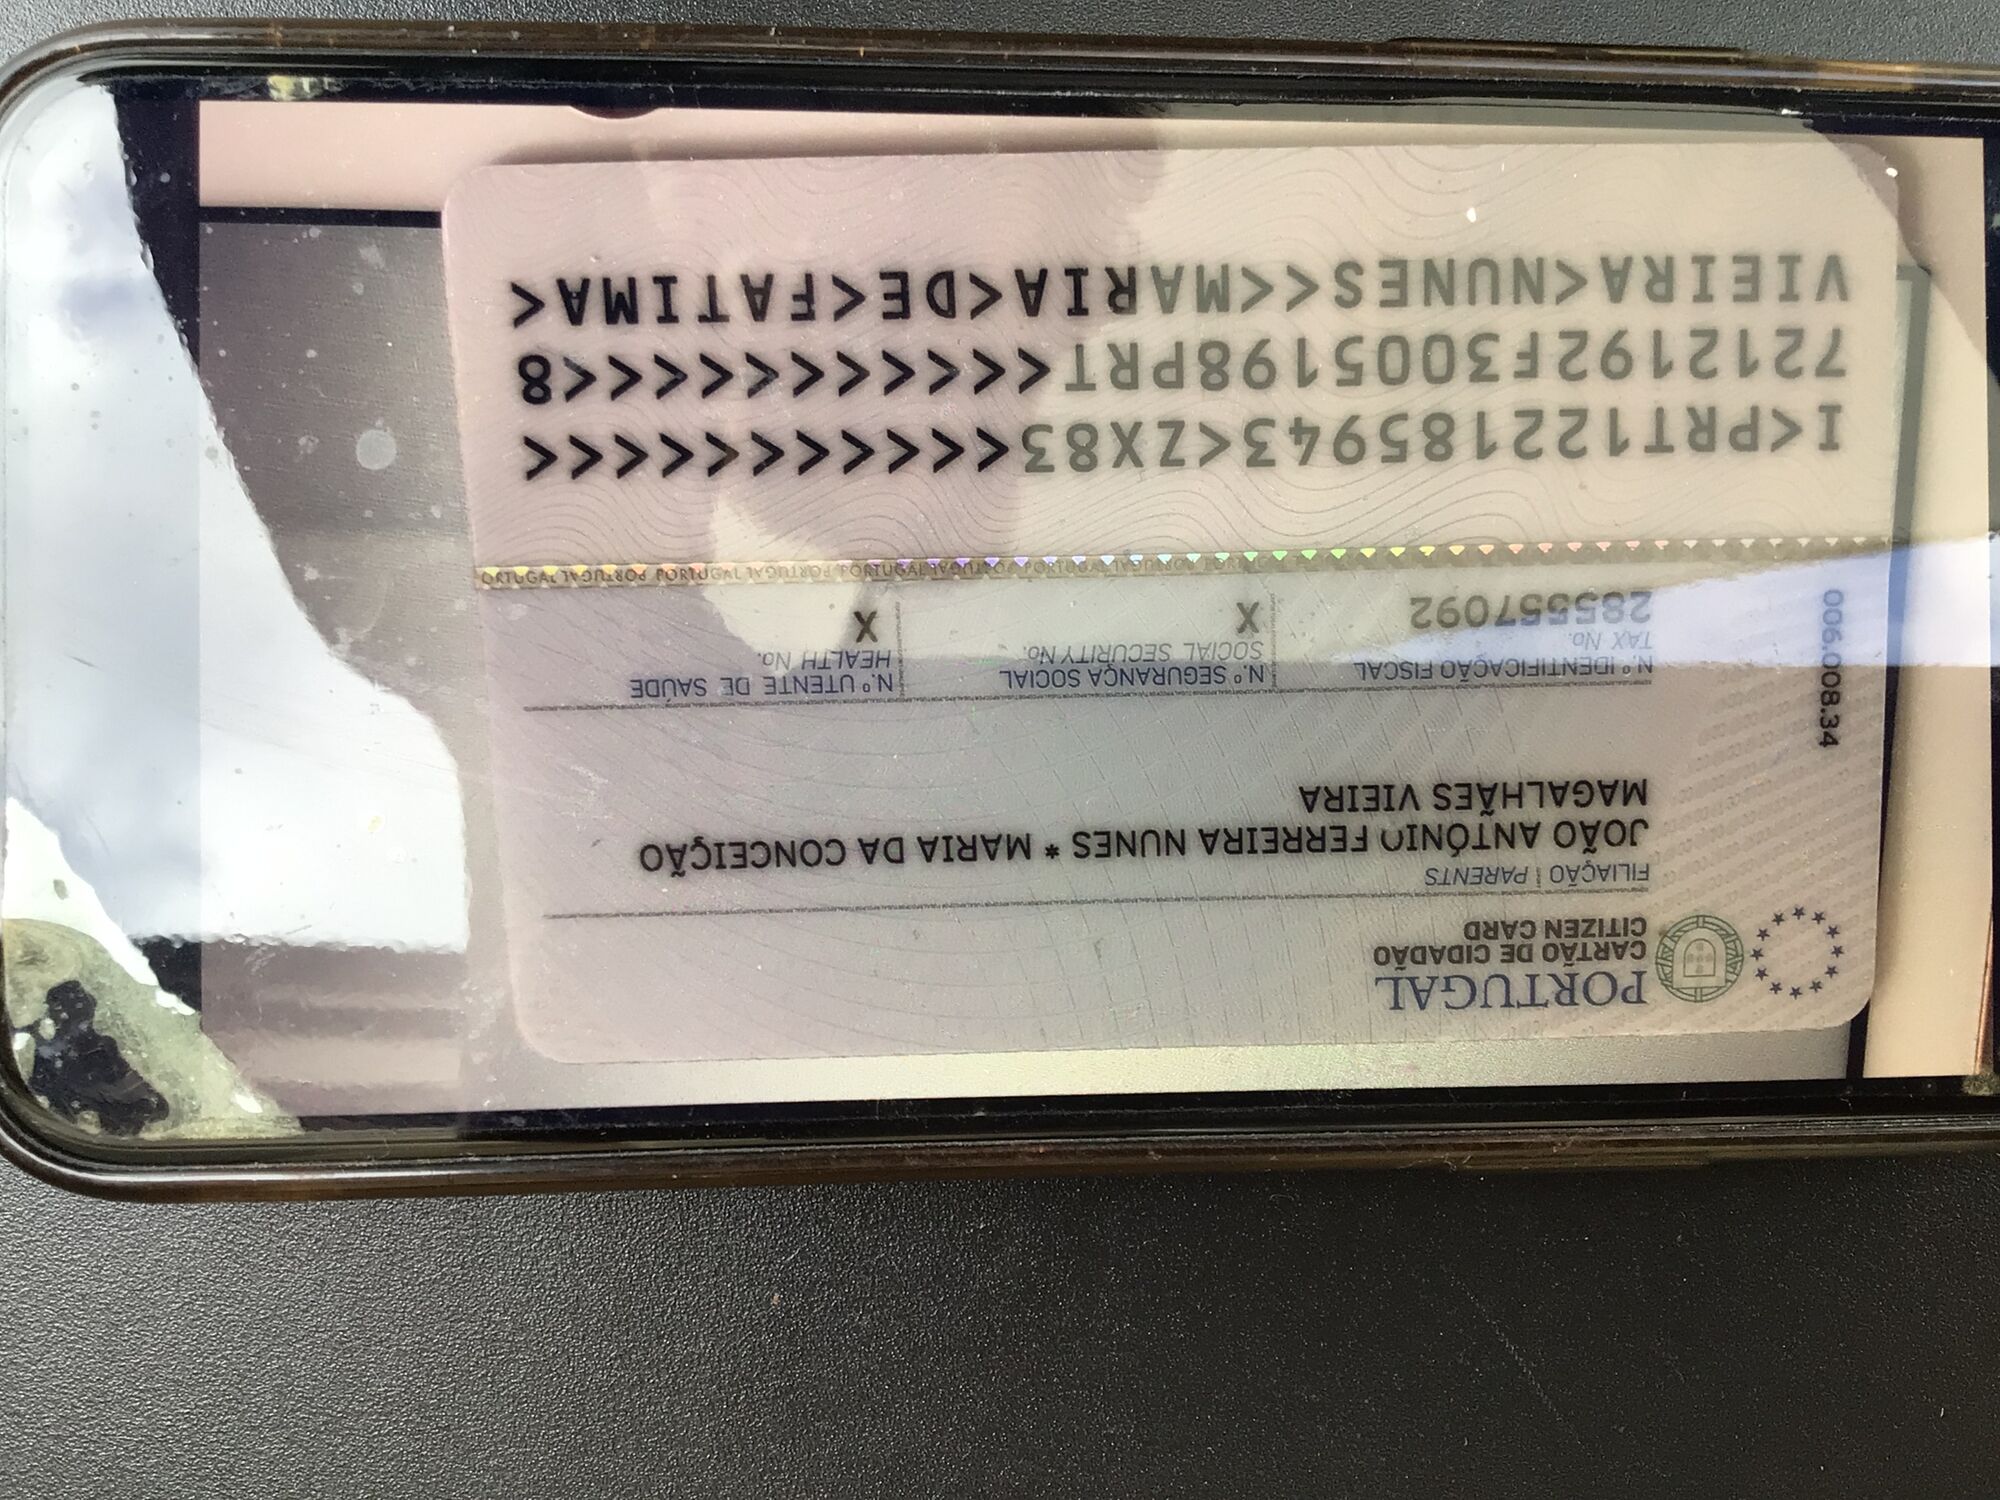 PORTUGAL
CARTÃO DE CIDADÃO
CITIZEN CARD
FILIAÇÃO | PARENTS
JOÃO ANTÓNIO FERREIRA NUNES * MARIA DA CONCEIÇÃO
MAGALHÃES VIEIRA
006.008.34
N.º IDENTIFICAÇÃO FISCAL
TAX No.
285557092
N.º SEGURANÇA SOCIAL
SOCIAL SECURITY No.
X
N.º UTENTE DE SAÚDE
HEALTH No.
X
I<PRT122185943<ZX83<<<<<<<<<<<
7212192F3005198PRT<<<<<<<<<<<8
VIEIRA<NUNES<<MARIA<DE<FATIMA<